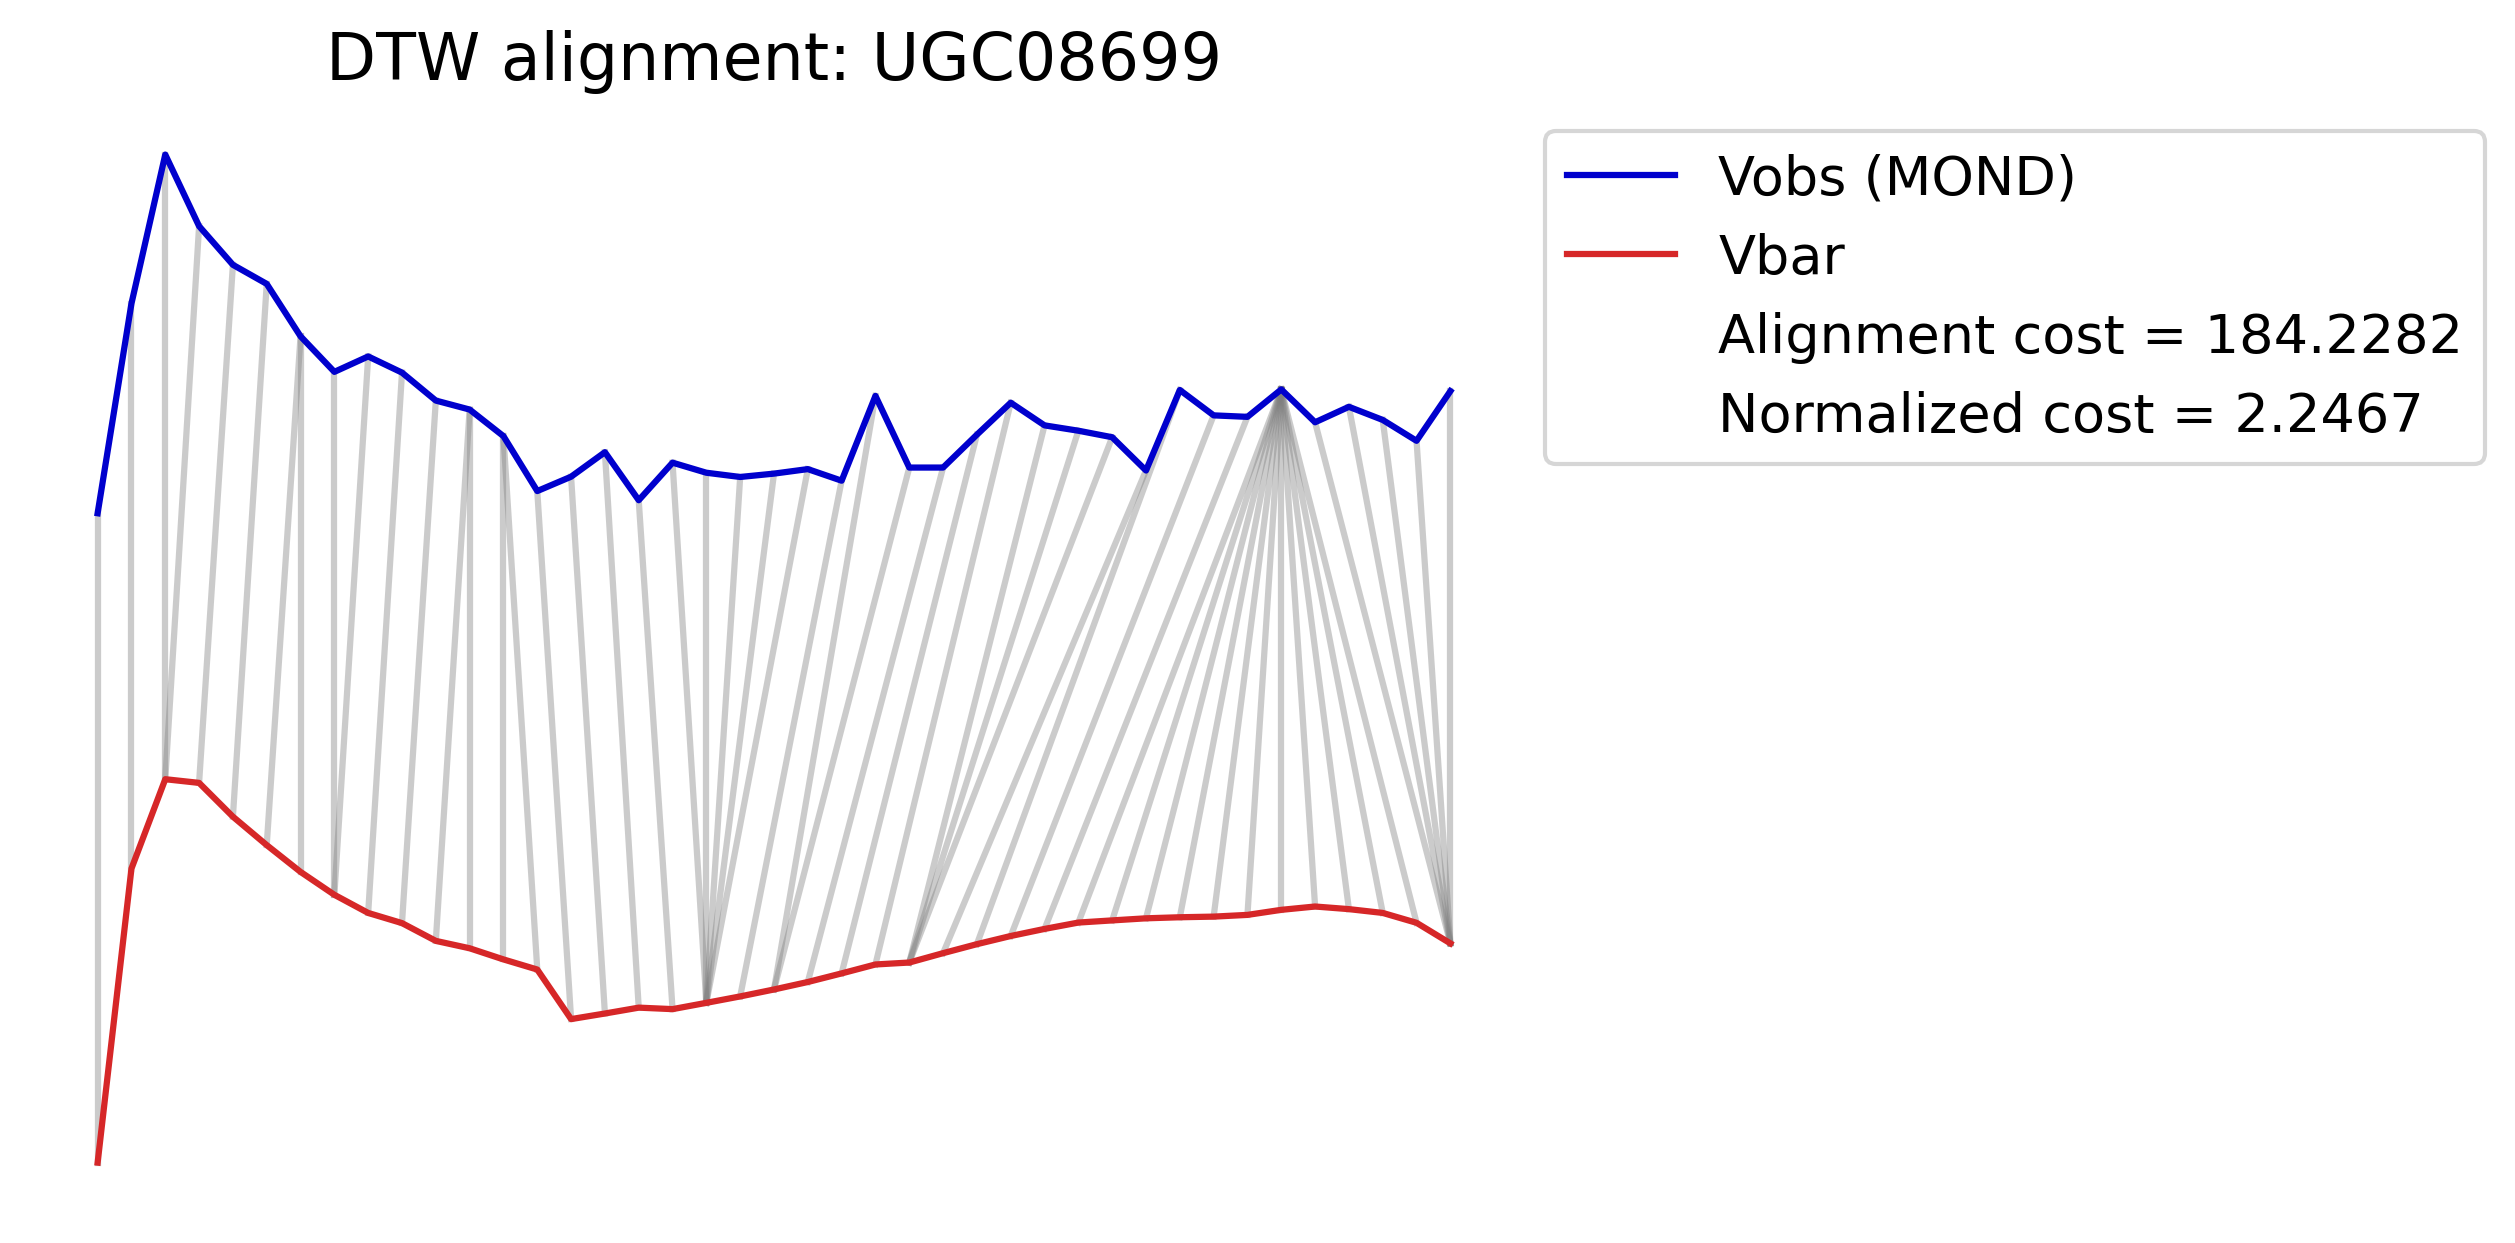 DTW alignment: UGC08699
Vobs (MOND)
Vbar
Alignment cost = 184.2282
Normalized cost = 2.2467